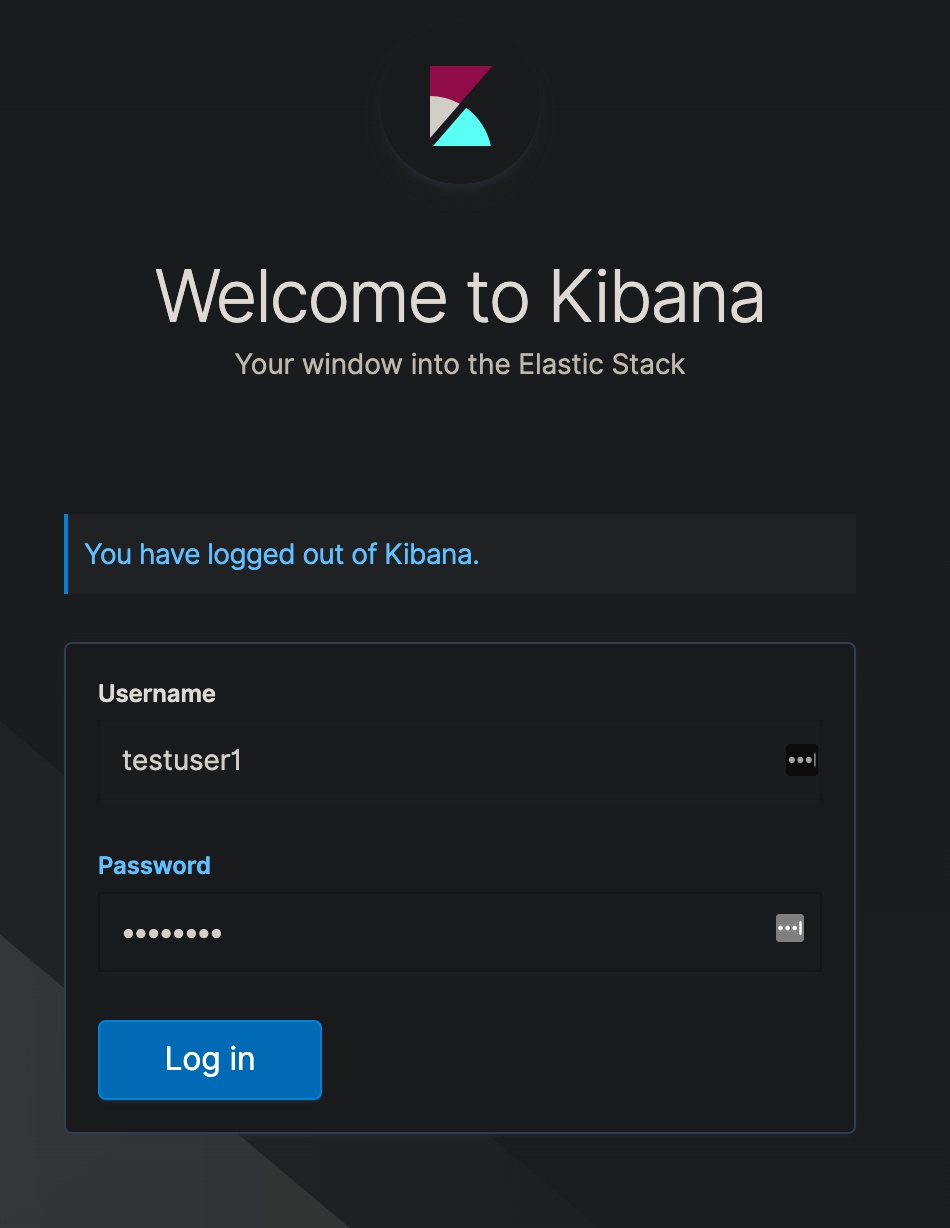 Welcome to Kibana
Your window into the Elastic Stack
You have logged out of Kibana.
Username
testuser1
Password
••••••••
Log in